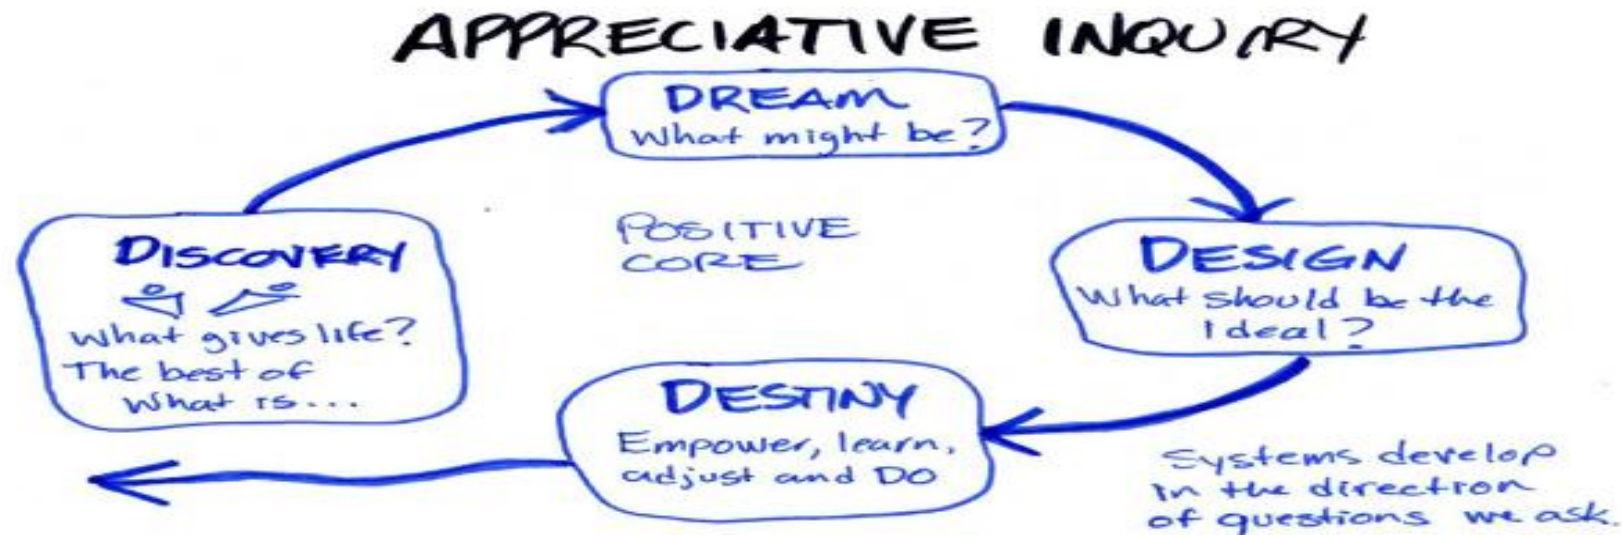 APPRECIATIVE INQUIRY
DREAM
What might be?
DISCOVERY
What gives life?
The best of
What is...
POSITIVE
CORE
DESIGN
What should be the
Ideal?
DESTINY
Empower, learn,
adjust and DO
Systems develop
in the direction
of questions we ask.